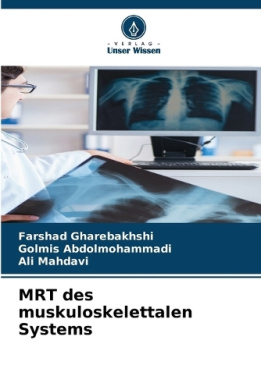 - VERLAG -
Unser Wissen
Farshad Gharebakhshi
Golmis Abdolmohammadi
Ali Mahdavi
MRT des
muskuloskelettalen
Systems